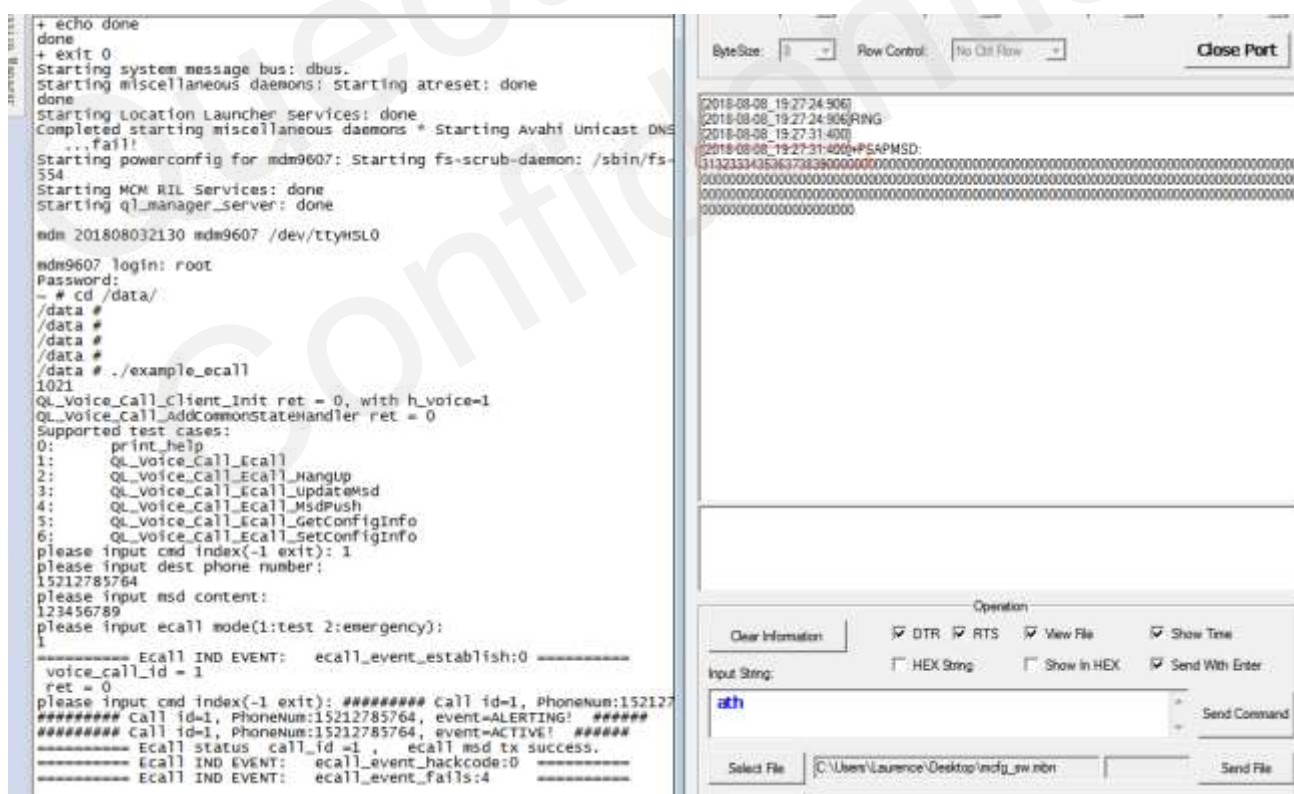 + echo done
done
+ exit 0
Starting system message bus: dbus.
Starting miscellaneous daemons: Starting atreset: done
done
Starting Location Launcher Services: done
Completed starting miscellaneous daemons * Starting Avahi Unicast DNS
...fail!
Starting powerconfig for mdm9607: Starting fs-scrub-daemon: /sbin/fs-
554
Starting MCM RIL Services: done
Starting ql_manager_server: done
mdm 201808032130 mdm9607 /dev/ttyHSL0
mdm9607 login: root
Password:
~ # cd /data/
/data #
/data #
/data #
/data #
/data # ./example_ecall
1021
QL_Voice_Call_Client_Init ret = 0, with h_voice=1
QL_Voice_Call_AddCommonStateHandler ret = 0
Supported test cases:
0: print_help
1: QL_Voice_Call_Ecall
2: QL_Voice_Call_Ecall_HangUp
3: QL_Voice_Call_Ecall_UpdateMsd
4: QL_Voice_Call_Ecall_MsdPush
5: QL_Voice_Call_Ecall_GetConfigInfo
6: QL_Voice_Call_Ecall_SetConfigInfo
please input cmd index(-1 exit): 1
please input dest phone number:
15212785764
please input msd content:
123456789
please input ecall mode(1:test 2:emergency):
1
========== Ecall IND EVENT: ecall_event_establish:0 ==========
voice_call_id = 1
ret = 0
please input cmd index(-1 exit): ######### Call id=1, PhoneNum:152127
######### Call id=1, PhoneNum:15212785764, event=ALERTING! ######
######### Call id=1, PhoneNum:15212785764, event=ACTIVE! ######
========== Ecall status call_id =1 , ecall msd tx success.
========== Ecall IND EVENT: ecall_event_hackcode:0 ==========
========== Ecall IND EVENT: ecall_event_fails:4 ==========
ByteSize: 8 Flow Control: No Ctrl Flow Close Port
[2018-08-08_19:27:24:906]
[2018-08-08_19:27:24:906]RING
[2018-08-08_19:27:31:400]
[2018-08-08_19:27:31:400]+PSAPMSD:
Operation
Clear Information DTR RTS View File Show Time
HEX String Show In HEX Send With Enter
Input String:
ath
Send Command
Select File C:\Users\Laurence\Desktop\mcfg_sw.mbn Send File
Confidential